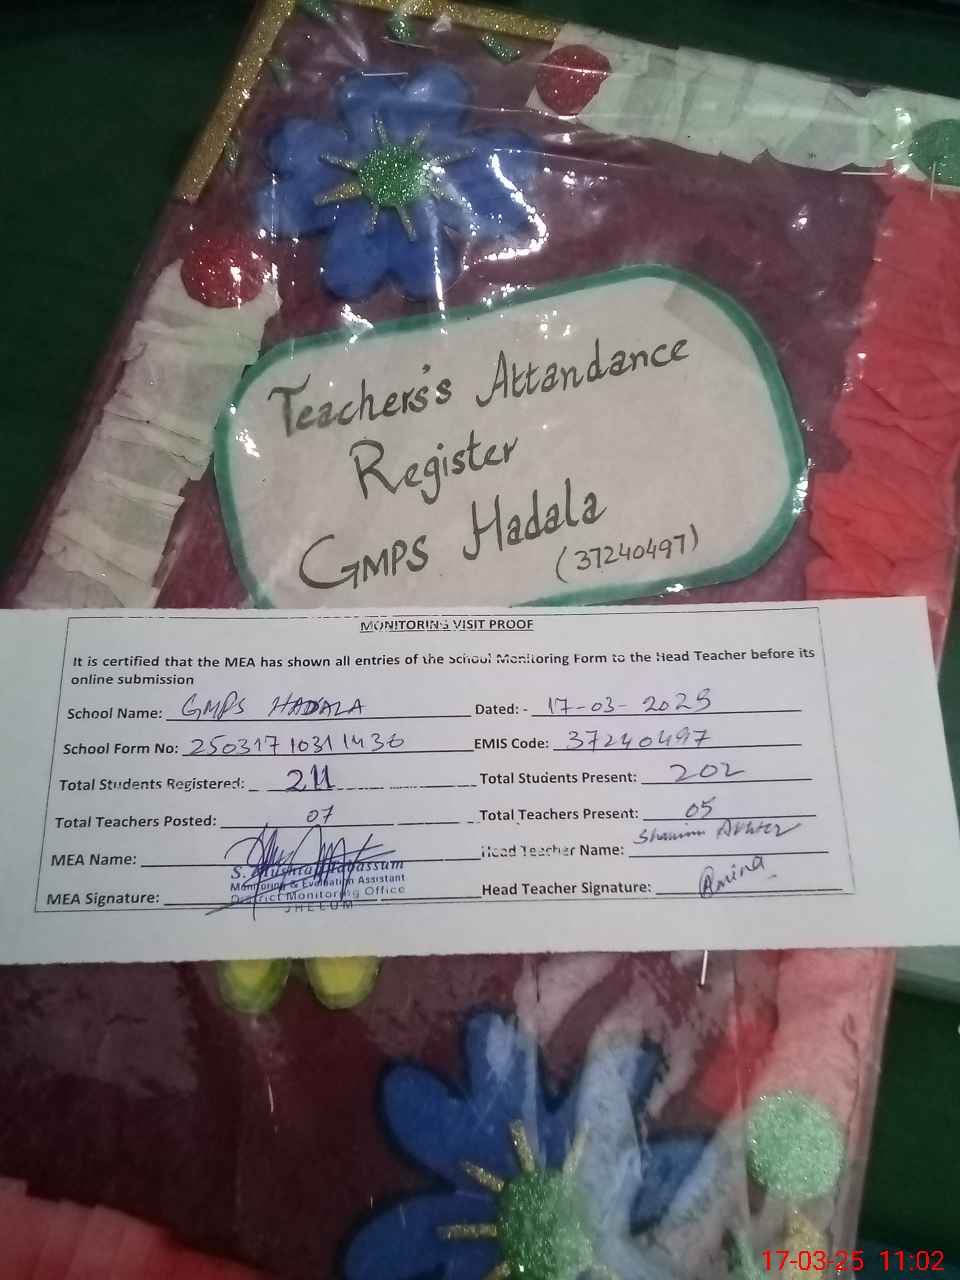 Teachers's Attandance
Register
GMPS Hadala
(37240497)
MONITORING VISIT PROOF
It is certified that the MEA has shown all entries of the School Monitoring Form to the Head Teacher before its
online submission
School Name: GMPS HADALA Dated: - 17-03-2025
School Form No: 250317 1031 1436 EMIS Code: 37240497
Total Students Registered: 211 Total Students Present: 202
Total Teachers Posted: 07 Total Teachers Present: 05
MEA Name: Head Teacher Name: Shamim Akhter
S. Mushtaq Tabassum
Monitoring & Evaluation Assistant
District Monitoring Office
JHELUM
MEA Signature: Head Teacher Signature: Amina
17-03-25 11:02